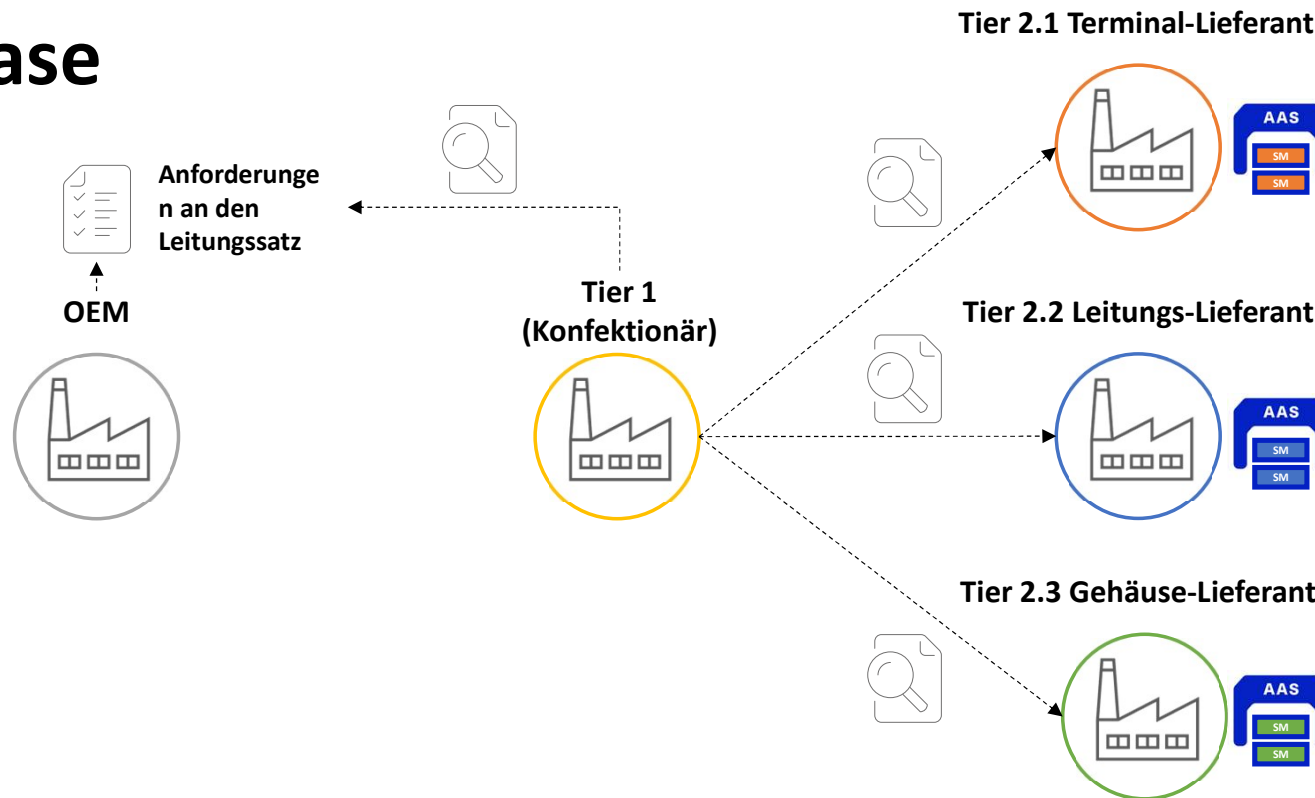 ase
Tier 2.1 Terminal-Lieferant
AAS
SM
SM
Anforderunge
n an den
Leitungssatz
OEM
Tier 1
(Konfektionär)
Tier 2.2 Leitungs-Lieferant
AAS
SM
SM
Tier 2.3 Gehäuse-Lieferant
AAS
SM
SM